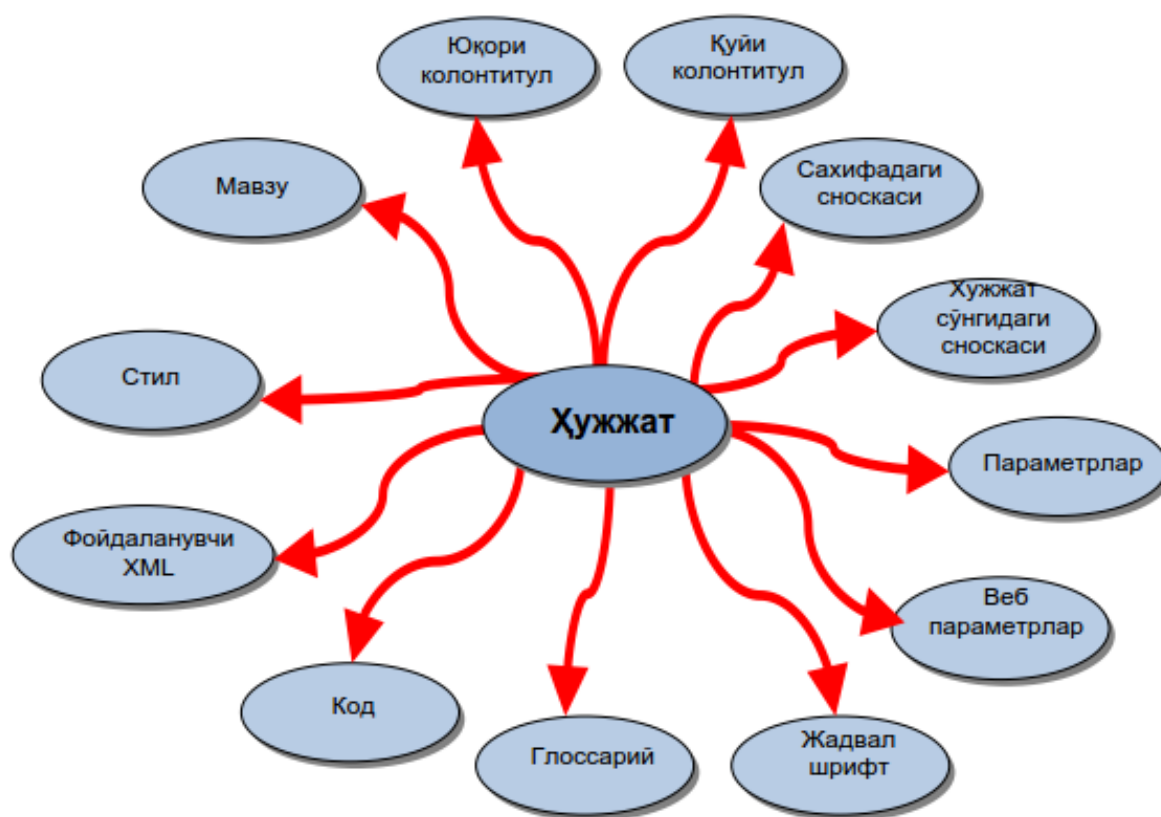 Юқори
колонтитул
Қуйи
колонтитул
Мавзу
Сахифадаги
сноскаси
Хужжат
сўнгидаги
сноскаси
Стил
Ҳужжат
Параметрлар
Фойдаланувчи
XML
Веб
параметрлар
Код
Глоссарий
Жадвал
шрифт